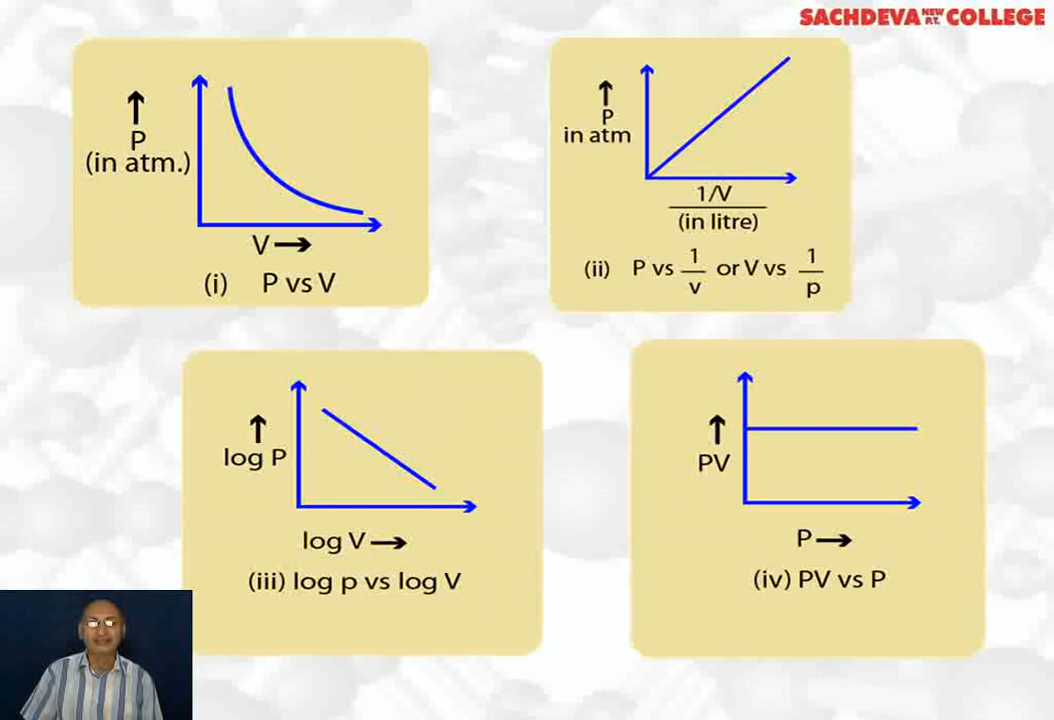 SACHDEVA NEW P.T. COLLEGE
P
(in atm.)
V
(i) P vs V
P
in atm
1/V
(in litre)
(ii) P vs 1/v or V vs 1/p
log P
log V
(iii) log p vs log V
PV
P
(iv) PV vs P